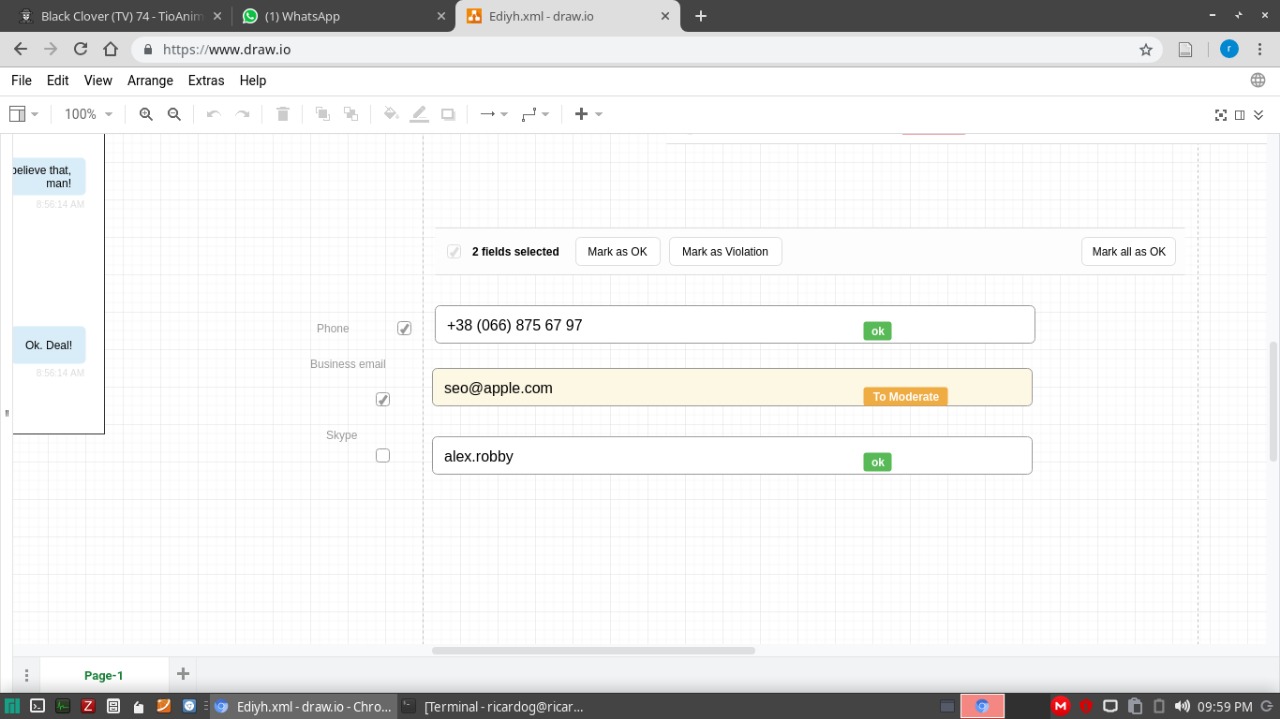 Black Clover (TV) 74 - TioAnim
(1) WhatsApp
Ediyh.xml - draw.io
https://www.draw.io
r
File Edit View Arrange Extras Help
100%
believe that,
man!
8:56:14 AM
2 fields selected Mark as OK Mark as Violation Mark all as OK
Phone +38 (066) 875 67 97 ok
Ok. Deal!
8:56:14 AM
Business email
seo@apple.com To Moderate
Skype
alex.robby ok
Page-1
Z Ediyh.xml - draw.io - Chro... [Terminal - ricardog@ricar... M 09:59 PM